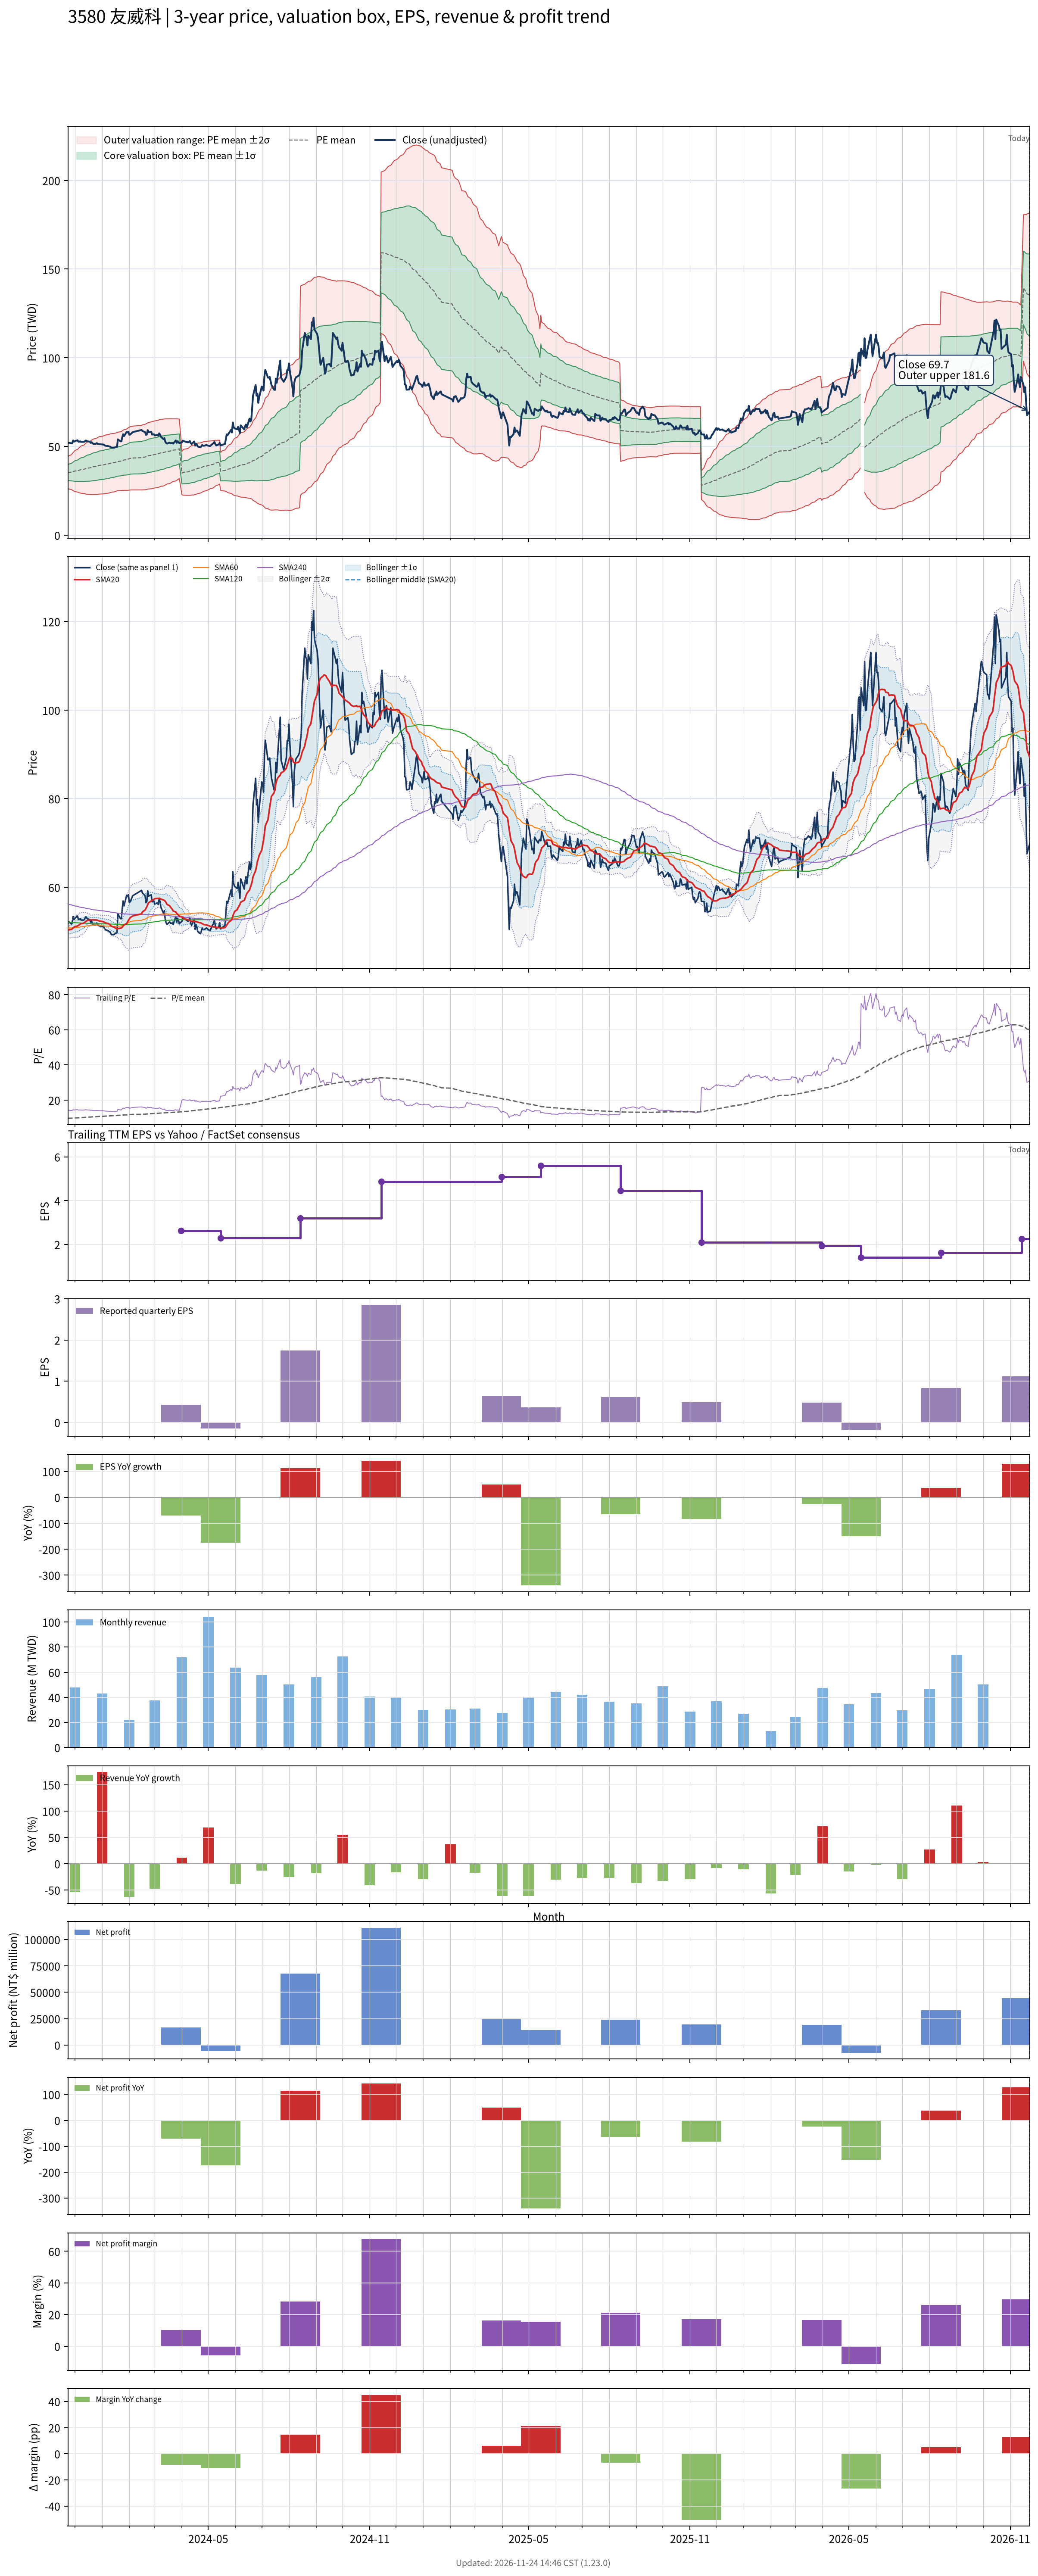 3580 友威科 | 3-year price, valuation box, EPS, revenue & profit trend
Outer valuation range: PE mean ±2σ
PE mean
Close (unadjusted)
Core valuation box: PE mean ±1σ
Today
Close 69.7
Outer upper 181.6
Price (TWD)
200
150
100
50
0
Close (same as panel 1)
SMA60
SMA240
Bollinger ±1σ
SMA20
SMA120
Bollinger ±2σ
Bollinger middle (SMA20)
Price
120
100
80
60
Trailing P/E
P/E mean
P/E
80
60
40
20
Trailing TTM EPS vs Yahoo / FactSet consensus
Today
EPS
6
4
2
Reported quarterly EPS
EPS
3
2
1
0
EPS YoY growth
YoY (%)
100
0
-100
-200
-300
Monthly revenue
Revenue (M TWD)
100
80
60
40
20
0
Revenue YoY growth
YoY (%)
150
100
50
0
-50
Month
Net profit
Net profit (NT$ million)
100000
75000
50000
25000
0
Net profit YoY
YoY (%)
100
0
-100
-200
-300
Net profit margin
Margin (%)
60
40
20
0
Margin YoY change
Δ margin (pp)
40
20
0
-20
-40
2024-05
2024-11
2025-05
2025-11
2026-05
2026-11
Updated: 2026-11-24 14:46 CST (1.23.0)